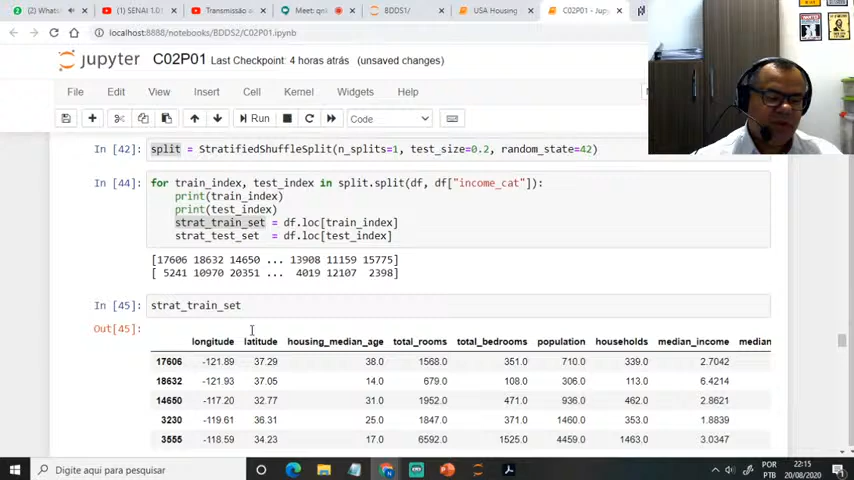 (2) WhatsA
(1) SENAI 1.01
Transmissão
Meet: qnk
BDDS1/
USA Housing
C02P01 - Jupy
localhost:8888/notebooks/BDDS2/C02P01.ipynb
jupyter C02P01 Last Checkpoint: 4 horas atrás (unsaved changes)
File Edit View Insert Cell Kernel Widgets Help
Run Code
In [42]: split = StratifiedShuffleSplit(n_splits=1, test_size=0.2, random_state=42)
In [44]: for train_index, test_index in split.split(df, df["income_cat"]):
print(train_index)
print(test_index)
strat_train_set = df.loc[train_index]
strat_test_set = df.loc[test_index]
[17606 18632 14650 ... 13908 11159 15775]
[ 5241 10970 20351 ... 4019 12107 2398]
In [45]: strat_train_set
Out[45]:
longitude latitude housing_median_age total_rooms total_bedrooms population households median_income median
17606 -121.89 37.29 38.0 1568.0 351.0 710.0 339.0 2.7042
18632 -121.93 37.05 14.0 679.0 108.0 306.0 113.0 6.4214
14650 -117.20 32.77 31.0 1952.0 471.0 936.0 462.0 2.8621
3230 -119.61 36.31 25.0 1847.0 371.0 1460.0 353.0 1.8839
3555 -118.59 34.23 17.0 6592.0 1525.0 4459.0 1463.0 3.0347
Digite aqui para pesquisar
POR
PTB
22:15
20/08/2020